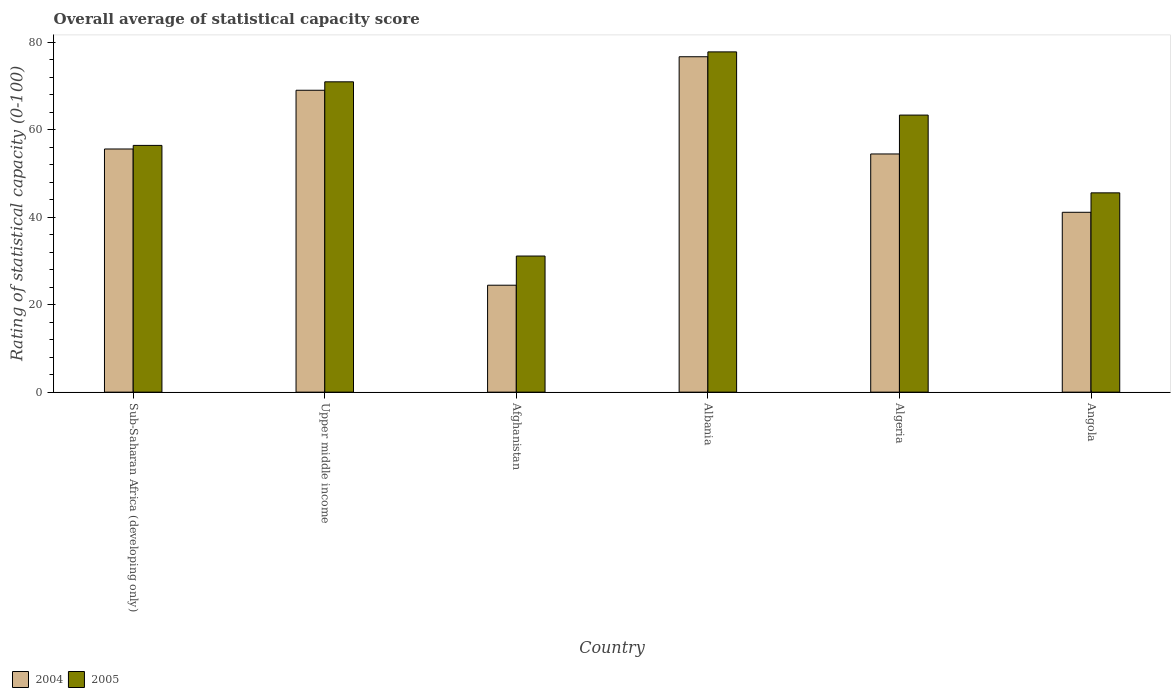 Overall average of statistical capacity score
Rating of statistical capacity (0-100)
80
60
40
20
0
Sub-Saharan Africa (developing only)
Upper middle income
Afghanistan
Albania
Algeria
Angola
Country
2004
2005